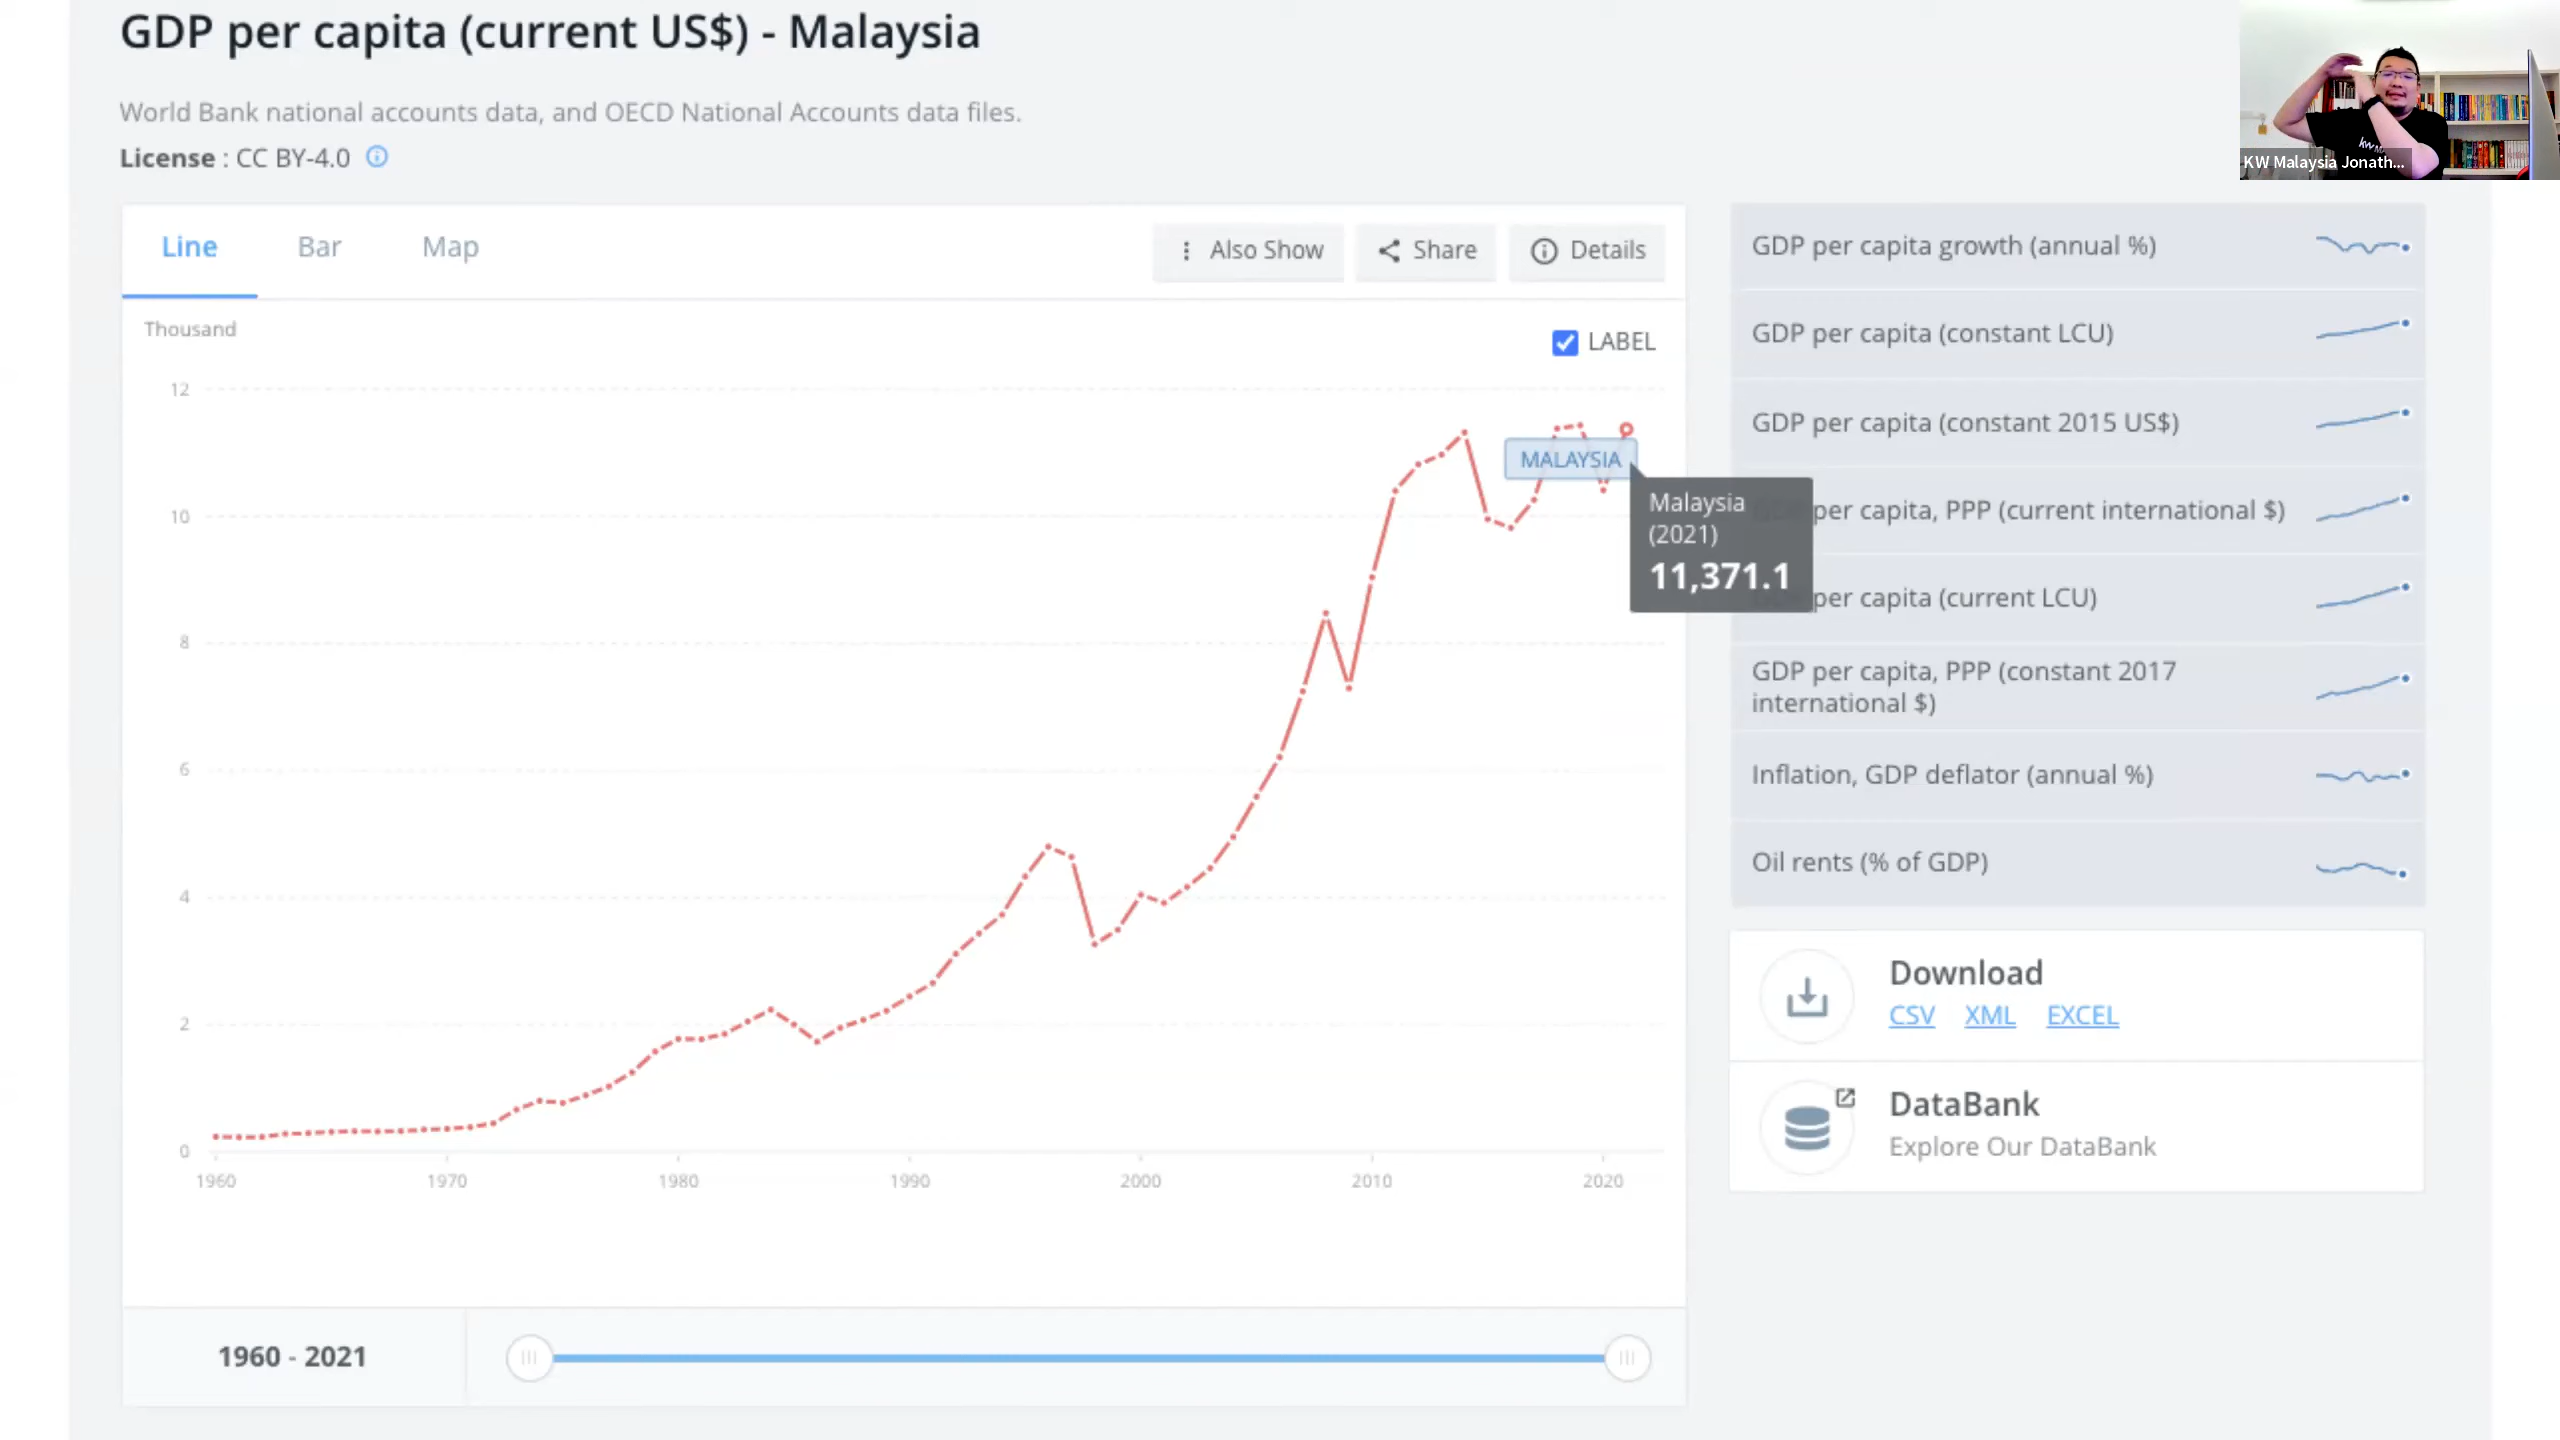 GDP per capita (current US$) - Malaysia
World Bank national accounts data, and OECD National Accounts data files.
License : CC BY-4.0
KW Malaysia Jonath...
Line Bar Map
Also Show Share Details
Thousand
LABEL
12
10
8
6
4
2
0
1960 1970 1980 1990 2000 2010 2020
MALAYSIA
Malaysia
(2021)
11,371.1
1960 - 2021
GDP per capita growth (annual %)
GDP per capita (constant LCU)
GDP per capita (constant 2015 US$)
per capita, PPP (current international $)
per capita (current LCU)
GDP per capita, PPP (constant 2017
international $)
Inflation, GDP deflator (annual %)
Oil rents (% of GDP)
Download
CSV XML EXCEL
DataBank
Explore Our DataBank